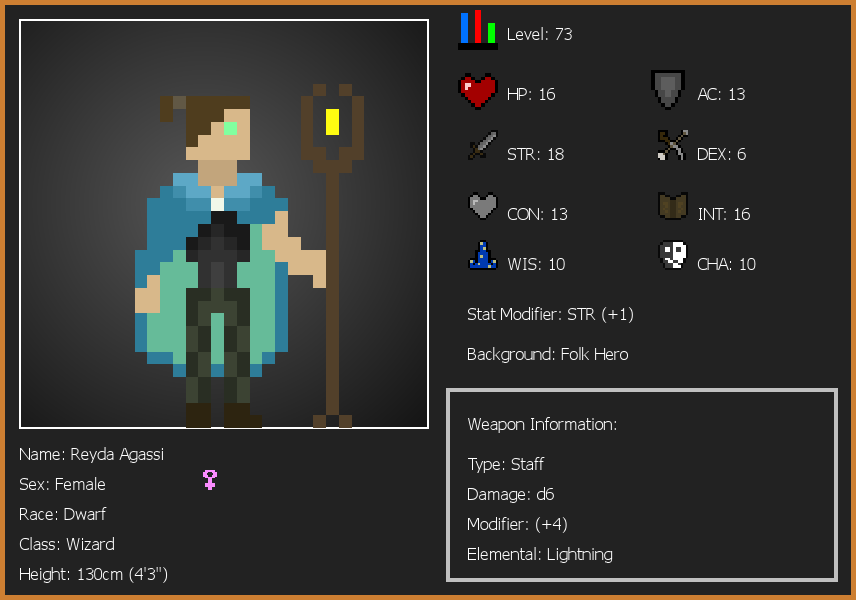 Level: 73
HP: 16
AC: 13
STR: 18
DEX: 6
CON: 13
INT: 16
WIS: 10
CHA: 10
Stat Modifier: STR (+1)
Background: Folk Hero
Weapon Information:
Type: Staff
Damage: d6
Modifier: (+4)
Elemental: Lightning
Name: Reyda Agassi
Sex: Female
Race: Dwarf
Class: Wizard
Height: 130cm (4'3")